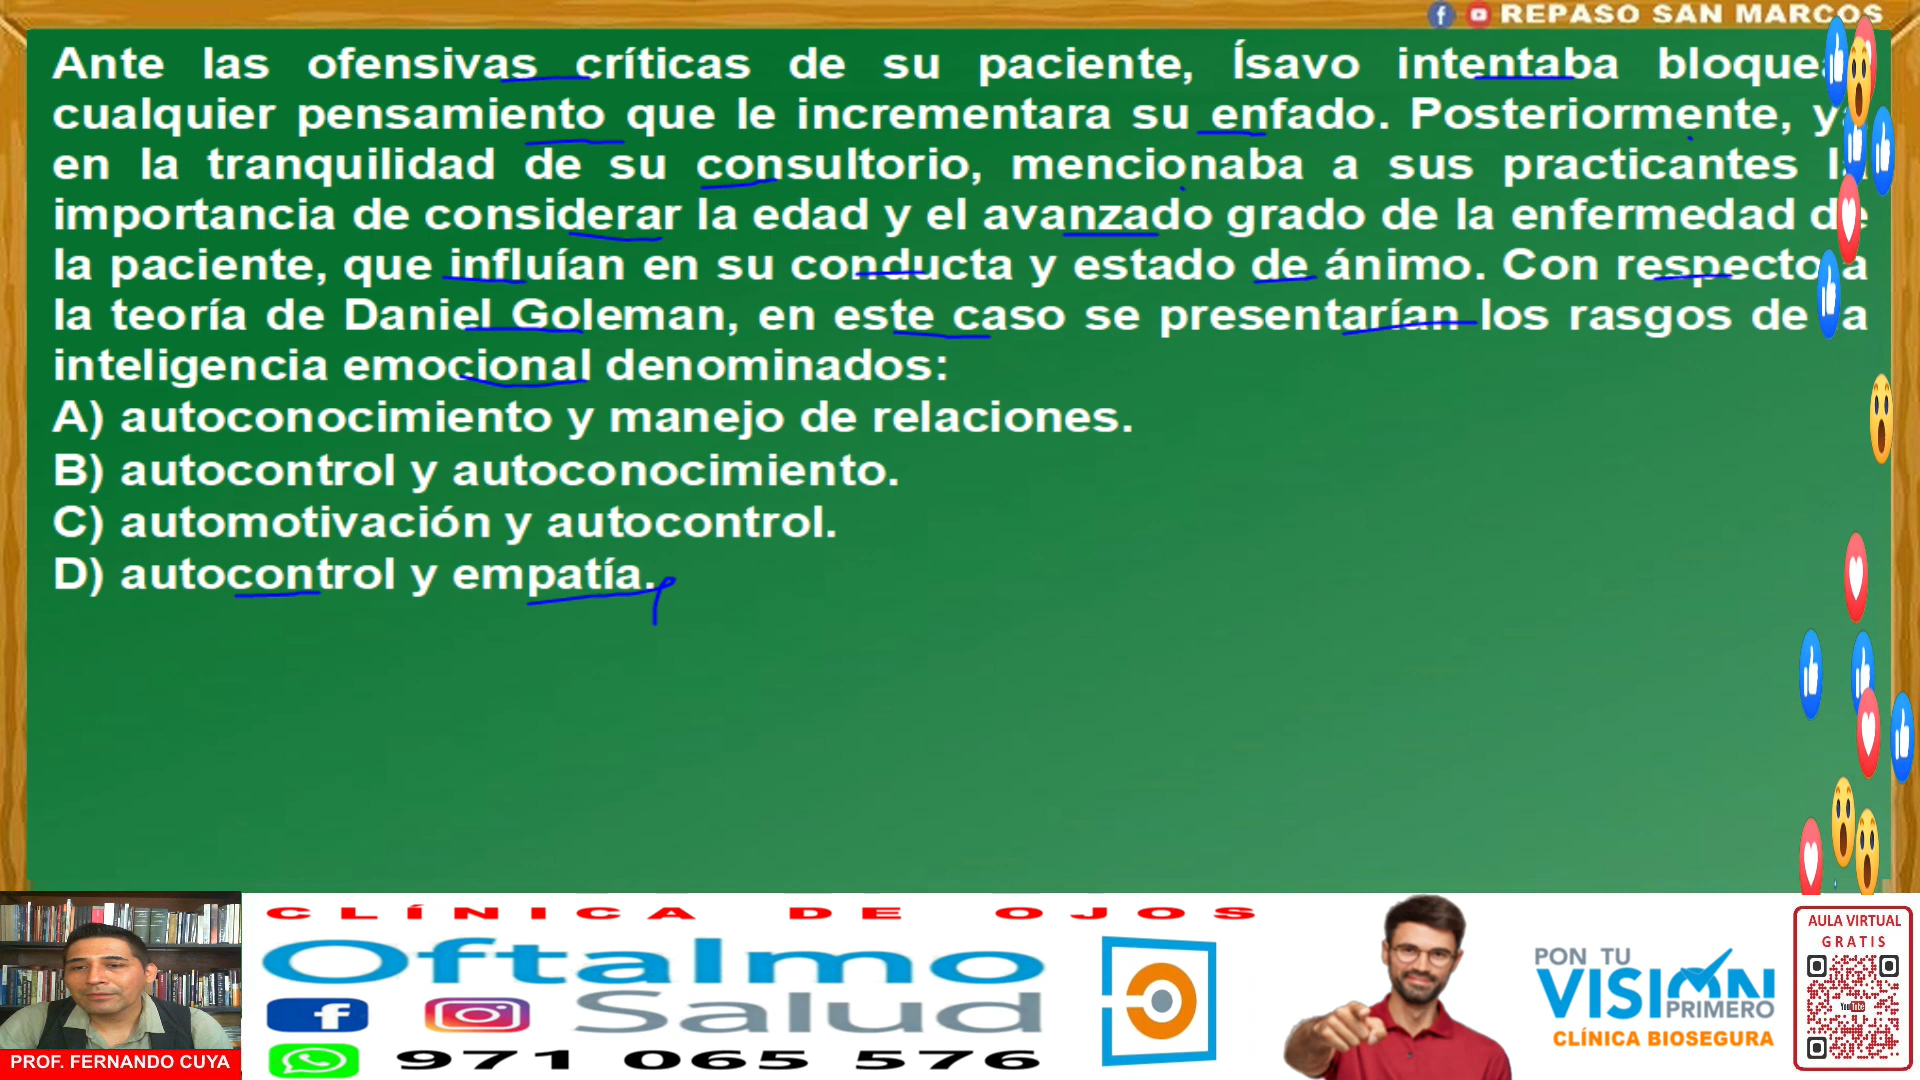 REPASO SAN MARCOS
Ante las ofensivas críticas de su paciente, Ísavo intentaba
cualquier pensamiento que le incrementara su enfado. Posteriormente,
en la tranquilidad de su consultorio, mencionaba a sus practicantes
importancia de considerar la edad y el avanzado grado de la enfermedad de
la paciente, que influían en su conducta y estado de ánimo. Con respecto a
la teoría de Daniel Goleman, en este caso se presentarían los rasgos de
inteligencia emocional denominados:
A) autoconocimiento y manejo de relaciones.
B) autocontrol y autoconocimiento.
C) automotivación y autocontrol.
D) autocontrol y empatía.
PROF. FERNANDO CUYA
CLÍNICA DE OJOS
Oftalmo
Salud
971 065 576
PON TU
VISIÓN
PRIMERO
CLÍNICA BIOSEGURA
AULA VIRTUAL
GRATIS
YouTube